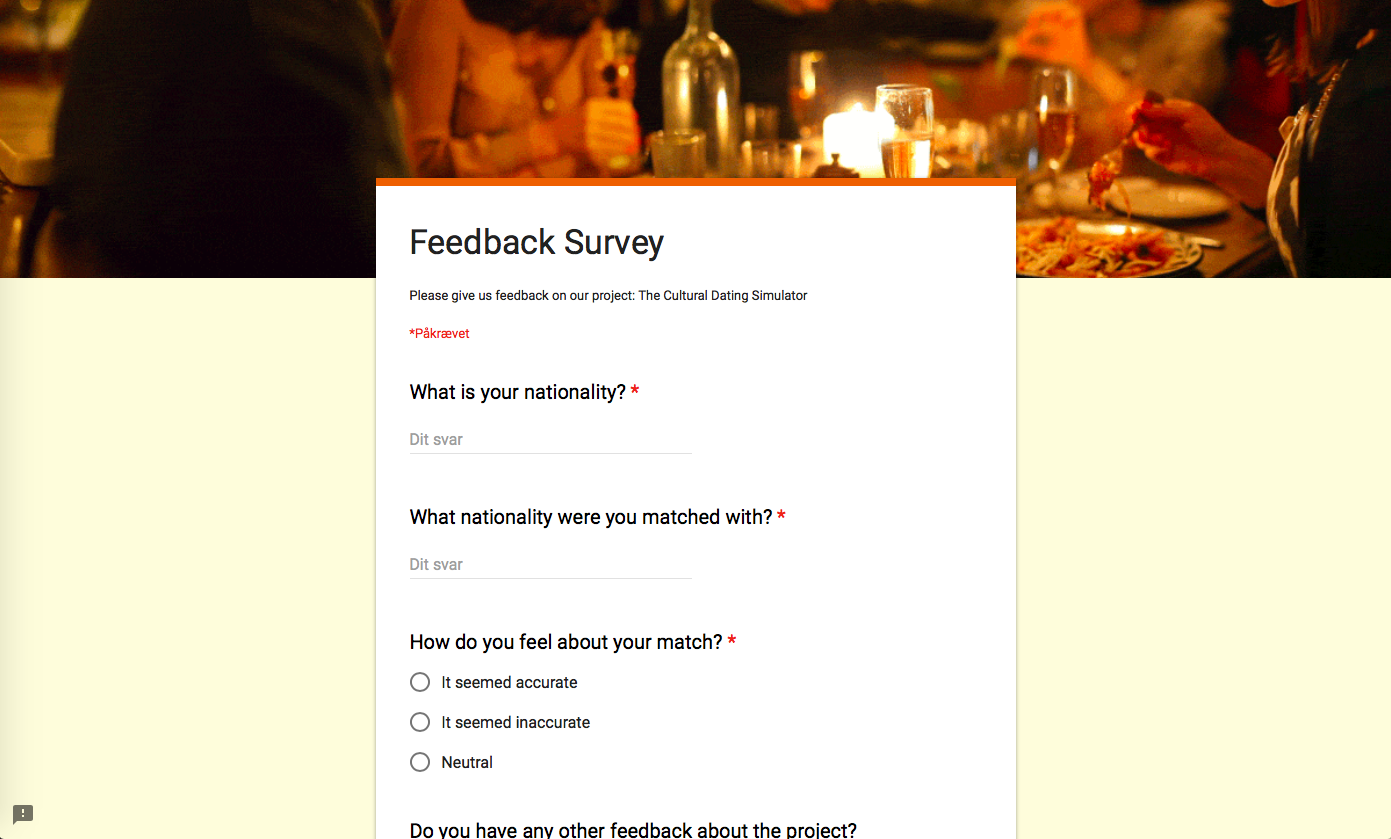 Feedback Survey
Please give us feedback on our project: The Cultural Dating Simulator
*Påkrævet
What is your nationality? *
Dit svar
What nationality were you matched with? *
Dit svar
How do you feel about your match? *
It seemed accurate
It seemed inaccurate
Neutral
Do you have any other feedback about the project?